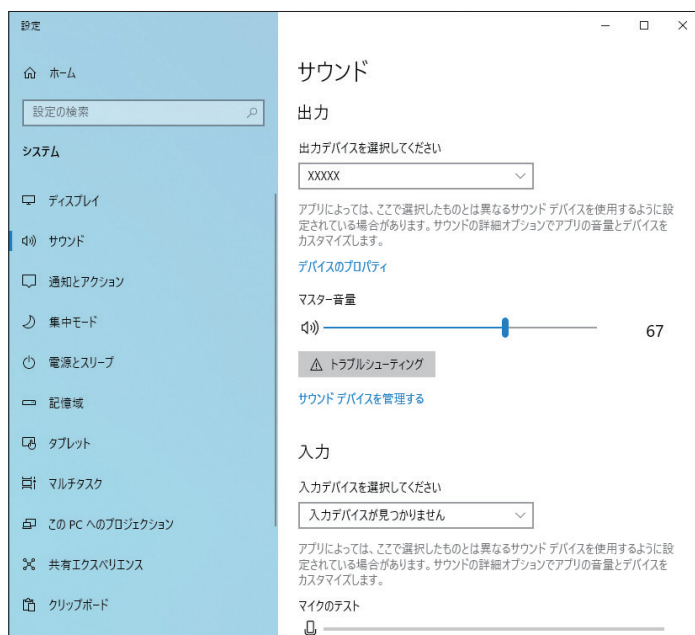 設定
ホーム
設定の検索
システム
ディスプレイ
サウンド
通知とアクション
集中モード
電源とスリープ
記憶域
タブレット
マルチタスク
この PC へのプロジェクション
共有エクスペリエンス
クリップボード
サウンド
出力
出力デバイスを選択してください
XXXXX
アプリによっては、ここで選択したものとは異なるサウンド デバイスを使用するように設
定されている場合があります。サウンドの詳細オプションでアプリの音量とデバイスを
カスタマイズします。
デバイスのプロパティ
マスター音量
67
トラブルシューティング
サウンド デバイスを管理する
入力
入力デバイスを選択してください
入力デバイスが見つかりません
アプリによっては、ここで選択したものとは異なるサウンド デバイスを使用するように設
定されている場合があります。サウンドの詳細オプションでアプリの音量とデバイスを
カスタマイズします。
マイクのテスト